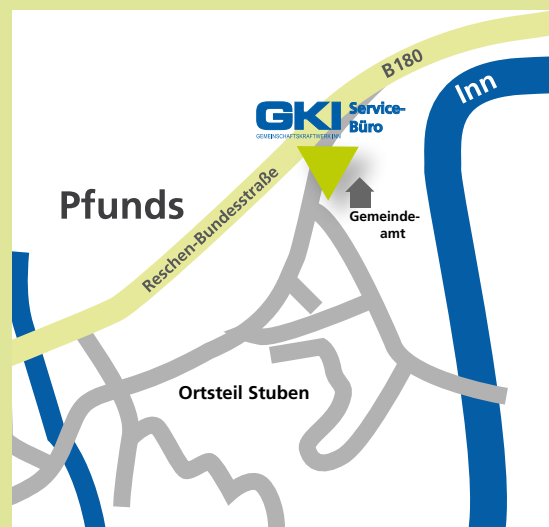 B180
Inn
GKI Service-
Büro
GEMEINSCHAFTSKRAFTWERK INN
Pfunds
Reschen-Bundesstraße
Gemeinde-
amt
Ortsteil Stuben